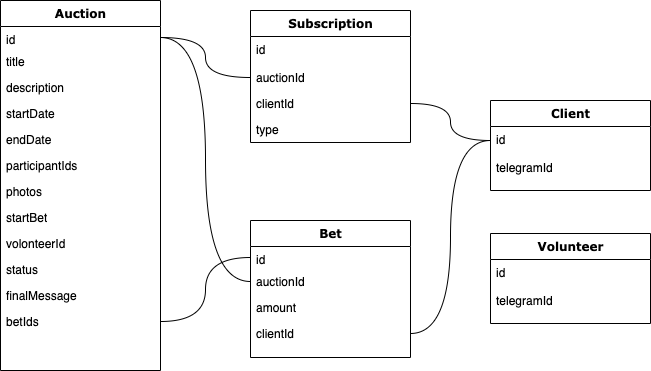 Auction
id
title
description
startDate
endDate
participantIds
photos
startBet
volonteerId
status
finalMessage
betIds
Subscription
id
auctionId
clientId
type
Bet
id
auctionId
amount
clientId
Client
id
telegramId
Volunteer
id
telegramId